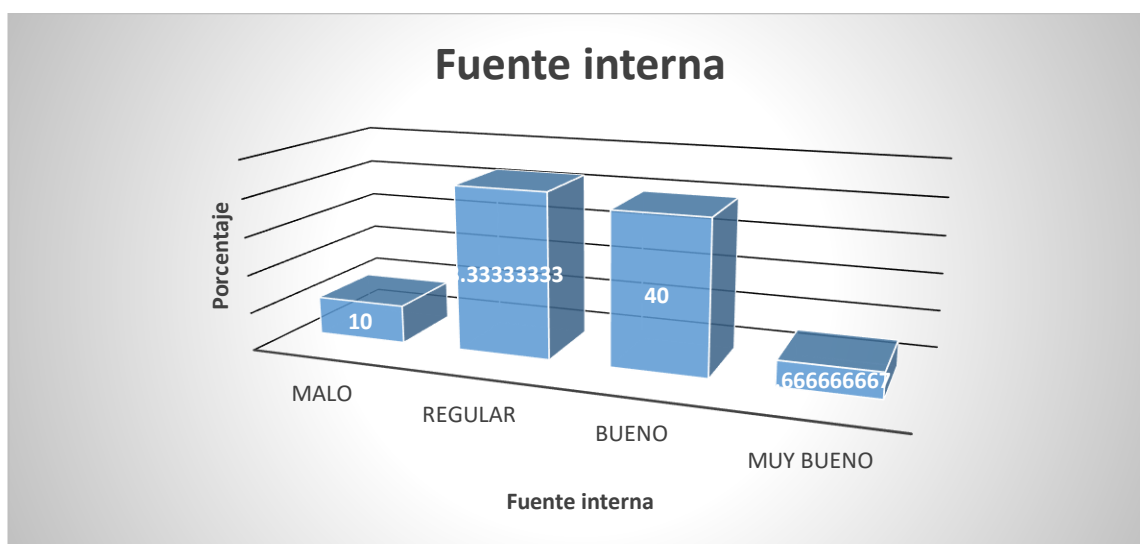 Fuente interna
Porcentaje
10
.33333333
40
.666666667
MALO
REGULAR
BUENO
MUY BUENO
Fuente interna